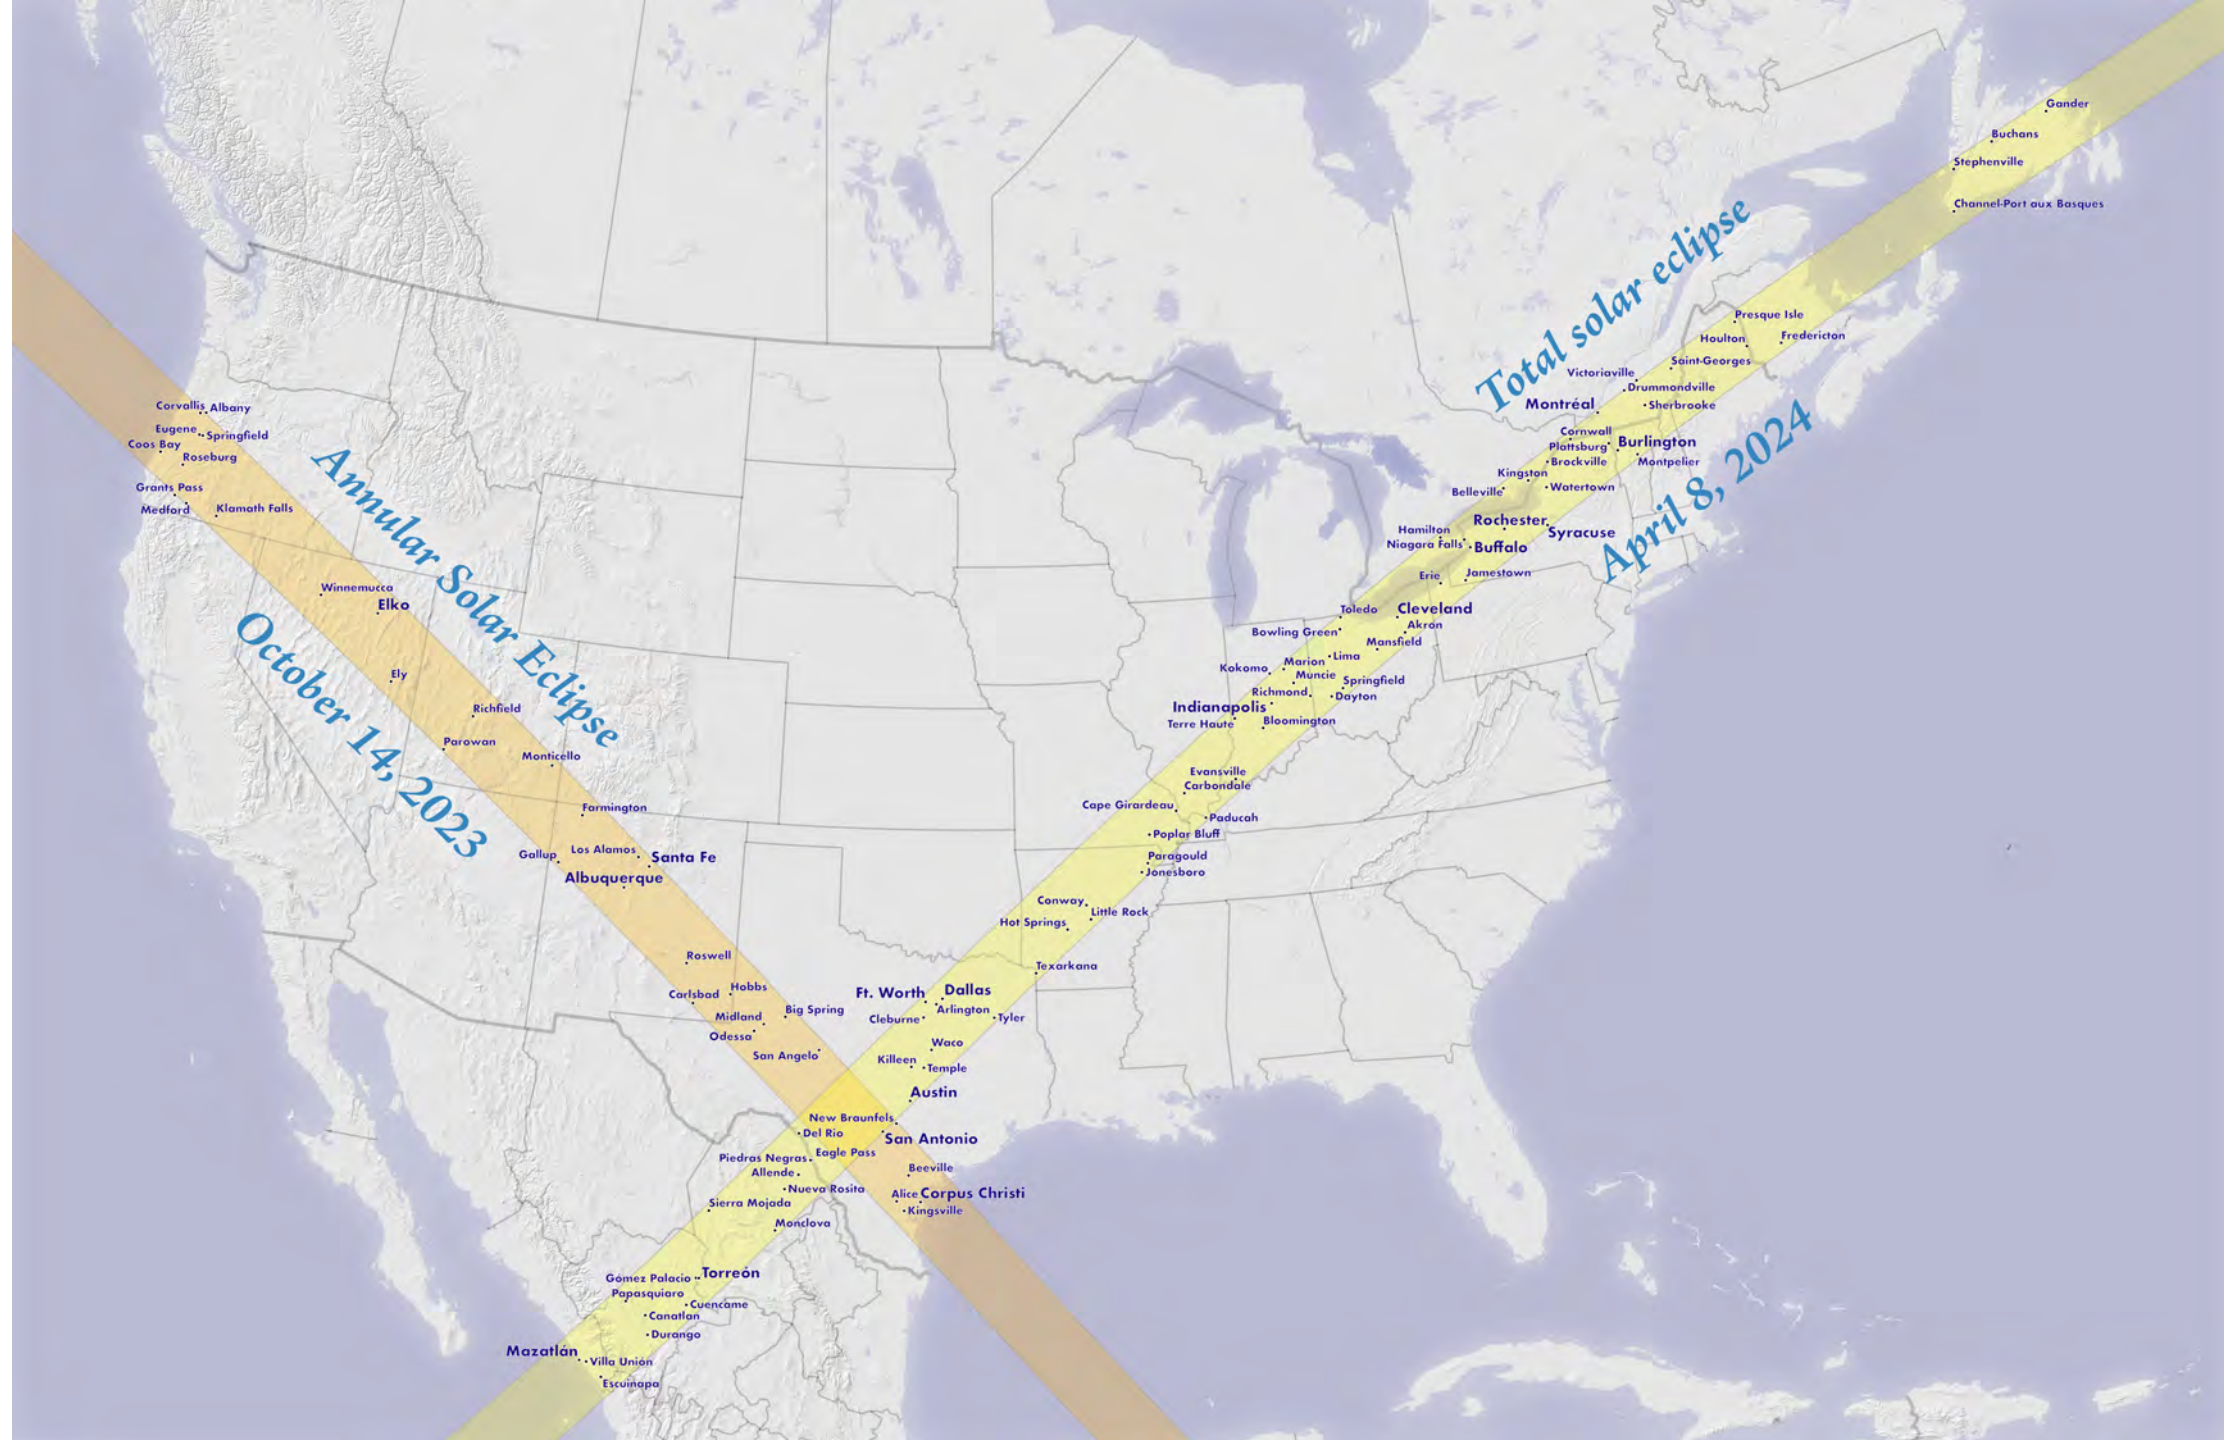 Gander
Buchans
Stephenville
Channel-Port aux Basques
Total solar eclipse
April 8, 2024
Presque Isle
Houlton
Fredericton
Saint-Georges
Victoriaville
Drummondville
Montréal
Sherbrooke
Cornwall
Plattsburg
Burlington
Brockville
Montpelier
Kingston
Belleville
Watertown
Rochester
Syracuse
Hamilton
Niagara Falls
Buffalo
Erie
Jamestown
Toledo
Cleveland
Akron
Bowling Green
Mansfield
Lima
Marion
Kokomo
Muncie
Springfield
Richmond
Dayton
Indianapolis
Terre Haute
Bloomington
Evansville
Carbondale
Cape Girardeau
Paducah
Poplar Bluff
Paragould
Jonesboro
Conway
Little Rock
Hot Springs
Texarkana
Ft. Worth
Dallas
Arlington
Cleburne
Tyler
Waco
Killeen
Temple
Austin
New Braunfels
Del Rio
San Antonio
Eagle Pass
Piedras Negras
Allende
Nueva Rosita
Sierra Mojada
Monclova
Gómez Palacio
Torreón
Papasquiaro
Cuencame
Canatlan
Durango
Mazatlán
Villa Unión
Escuinapa
Annular Solar Eclipse
October 14, 2023
Corvallis
Albany
Eugene
Springfield
Coos Bay
Roseburg
Grants Pass
Medford
Klamath Falls
Winnemucca
Elko
Ely
Richfield
Parowan
Monticello
Farmington
Gallup
Los Alamos
Santa Fe
Albuquerque
Roswell
Hobbs
Carlsbad
Big Spring
Midland
Odessa
San Angelo
Beeville
Alice
Corpus Christi
Kingsville